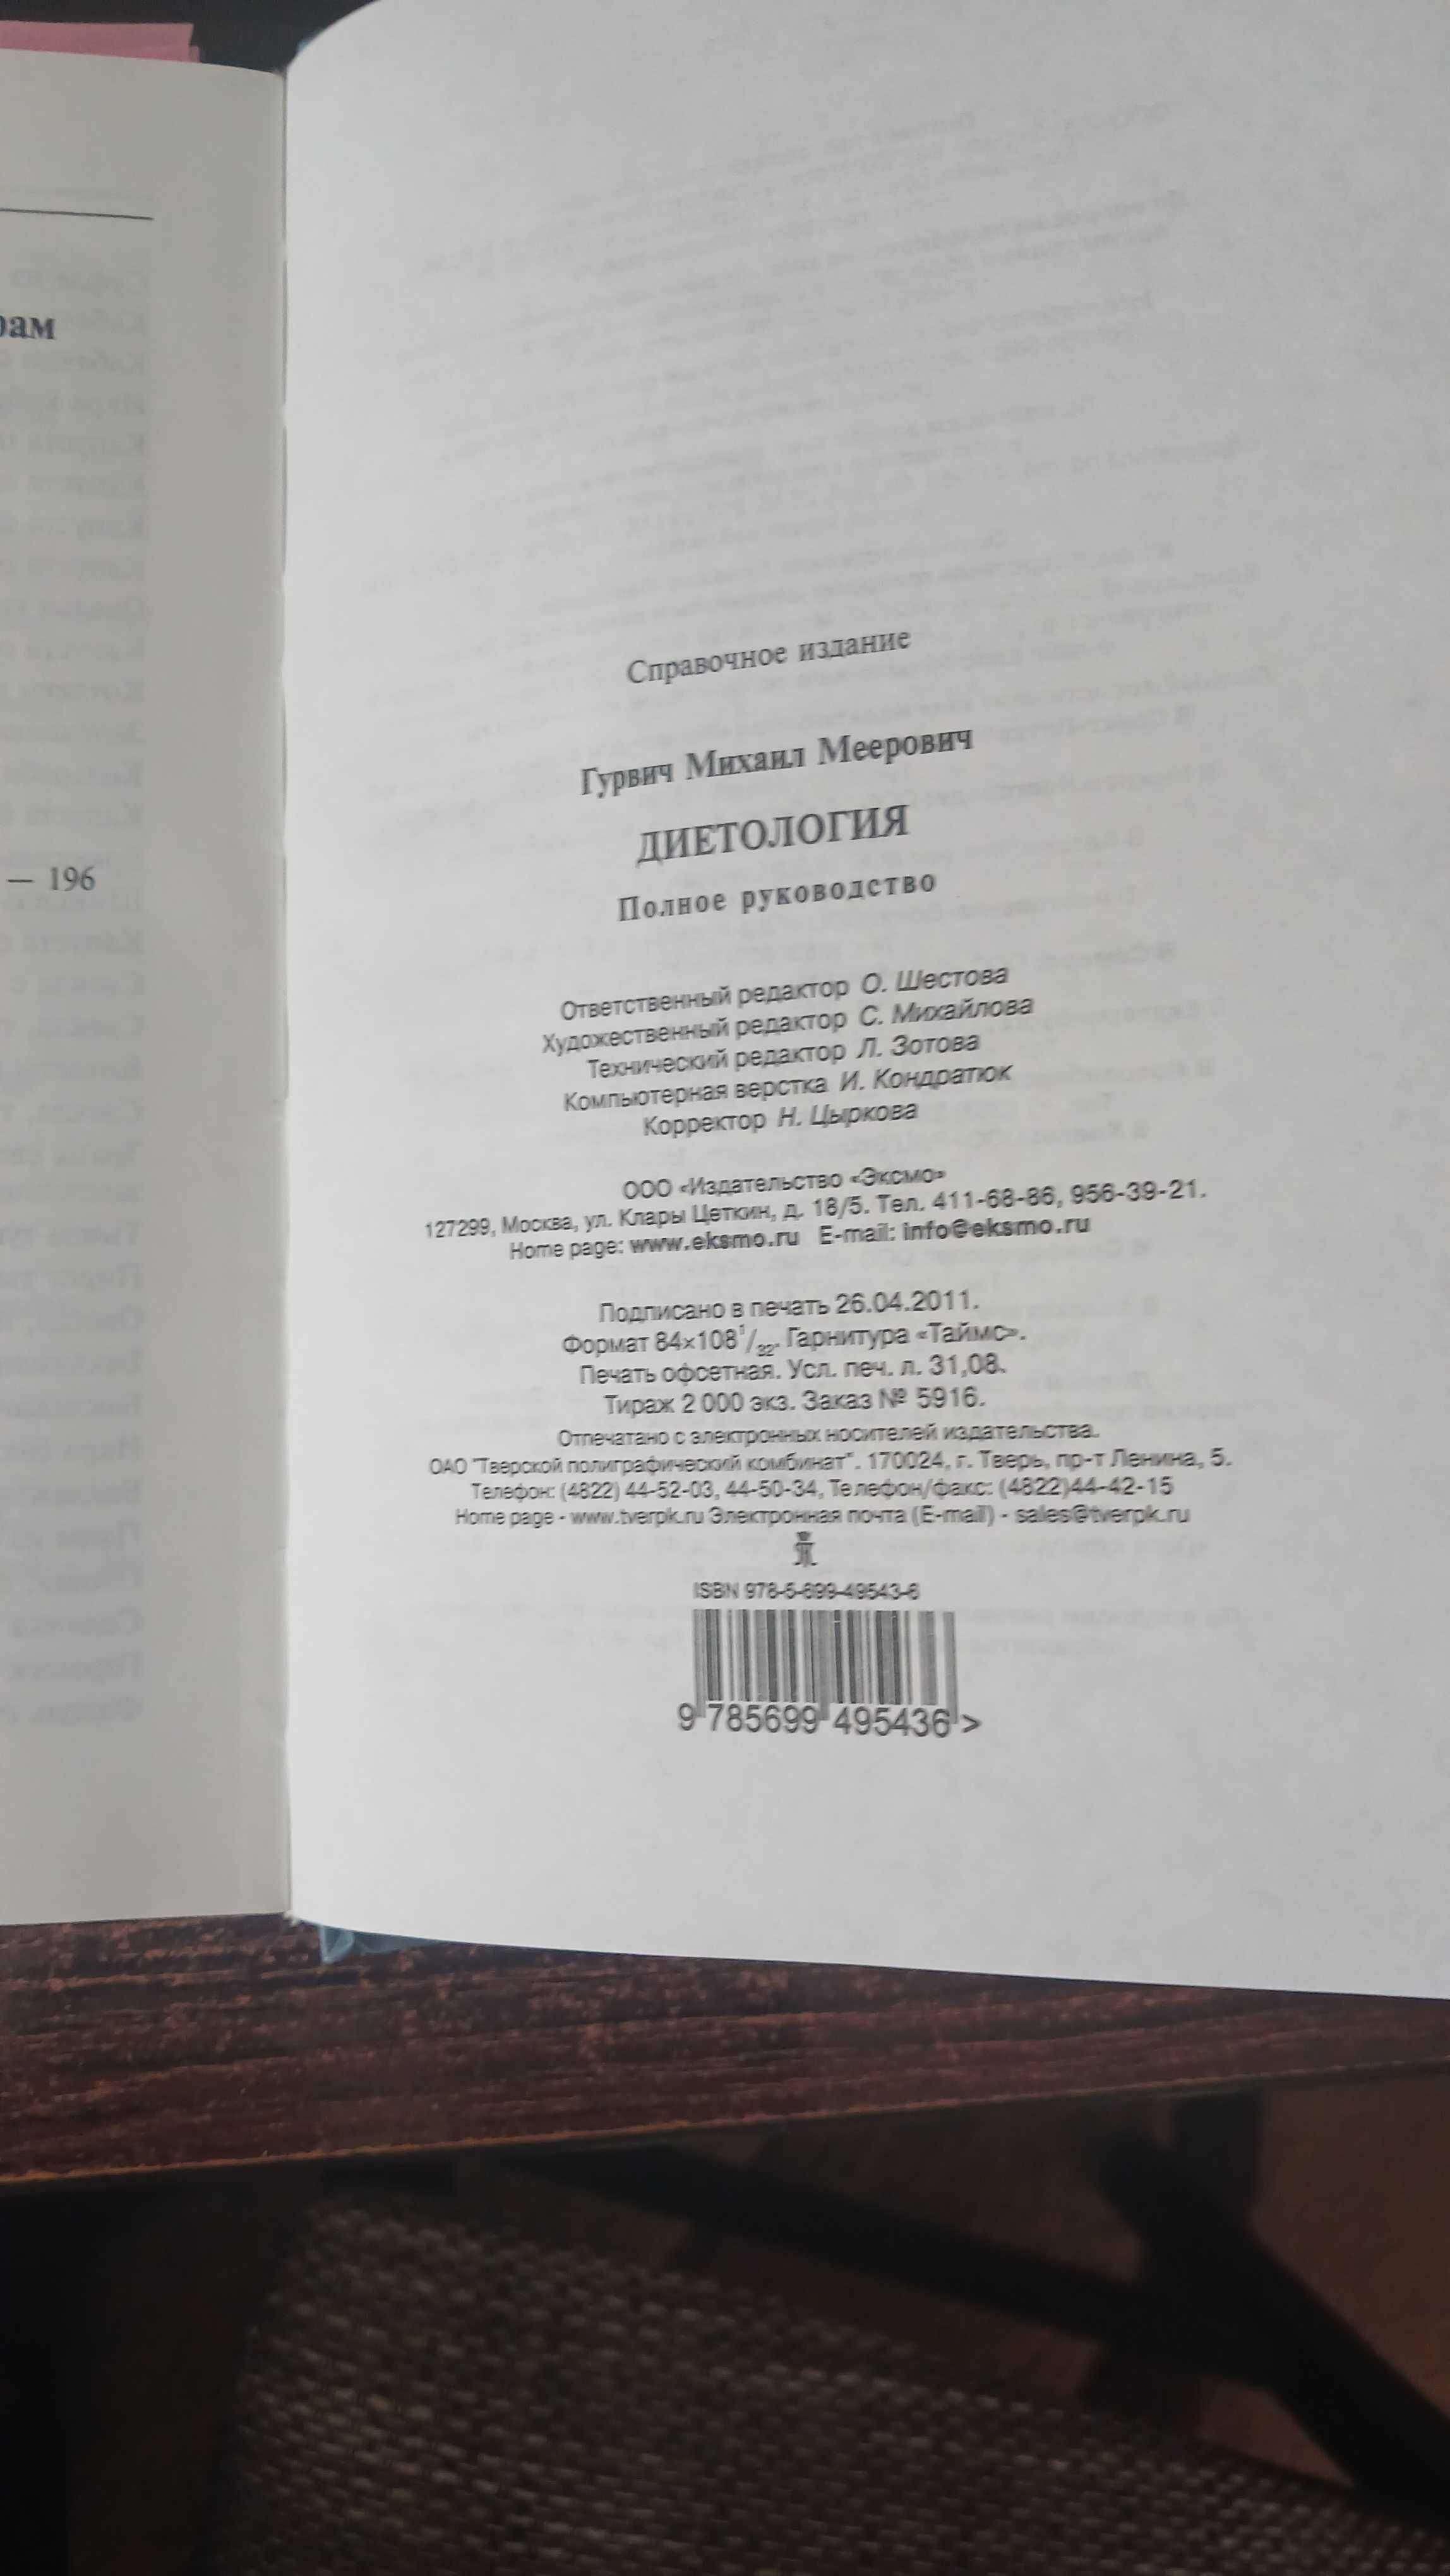 рам
— 196
Справочное издание
Гурвич Михаил Меерович
ДИЕТОЛОГИЯ
Полное руководство
Ответственный редактор О. Шестова
Художественный редактор С. Михайлова
Технический редактор Л. Зотова
Компьютерная верстка И. Кондратюк
Корректор Н. Цыркова
ООО «Издательство «Эксмо»
127299, Москва, ул. Клары Цеткин, д. 18/5. Тел. 411-68-86, 956-39-21.
Home page: www.eksmo.ru E-mail: info@eksmo.ru
Подписано в печать 26.04.2011.
Формат 84×108 1/32. Гарнитура «Таймс».
Печать офсетная. Усл. печ. л. 31,08.
Тираж 2 000 экз. Заказ № 5916.
Отпечатано с электронных носителей издательства.
ОАО "Тверской полиграфический комбинат". 170024, г. Тверь, пр-т Ленина, 5.
Телефон: (4822) 44-52-03, 44-50-34, Телефон/факс: (4822)44-42-15
Home page - www.tverpk.ru Электронная почта (E-mail) - sales@tverpk.ru
ISBN 978-5-699-49543-6
9 785699 495436 >